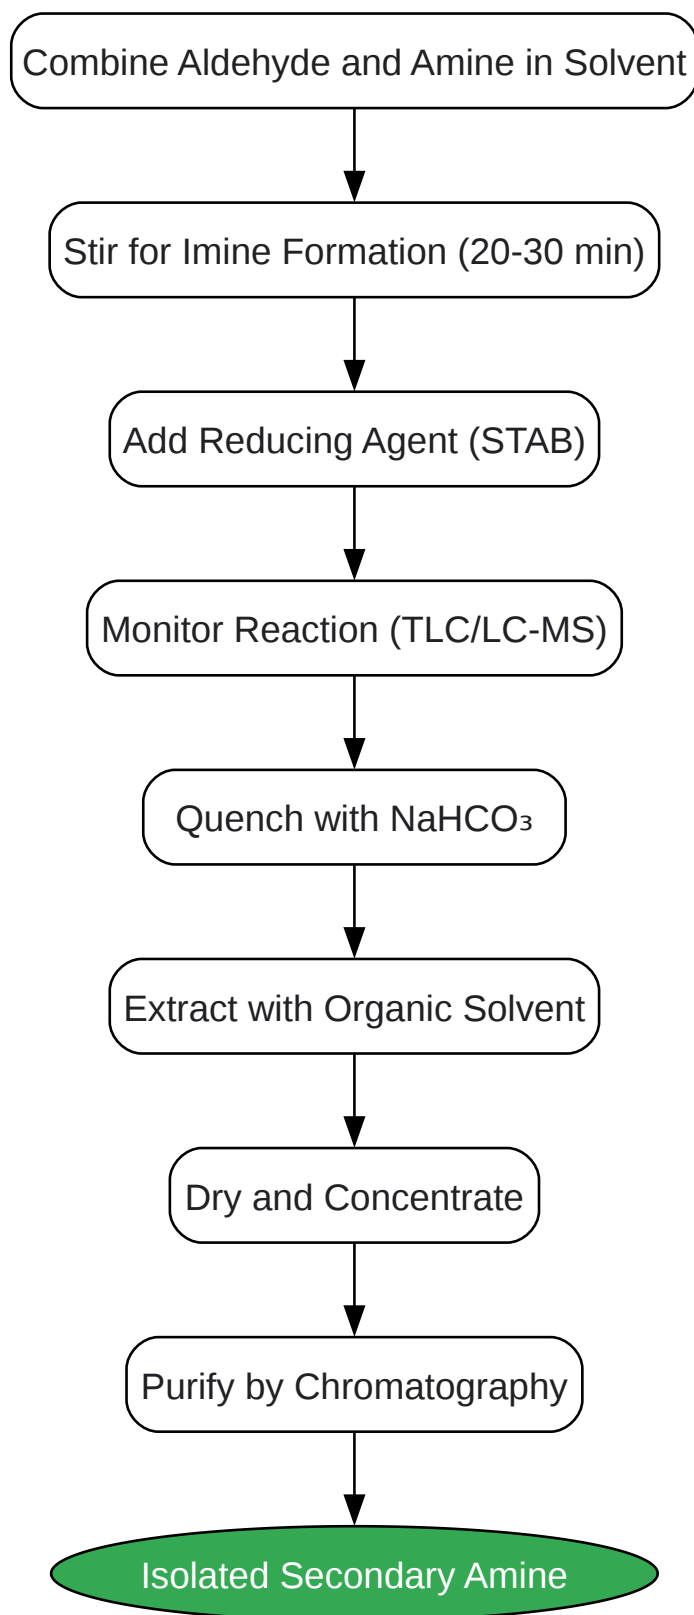 Combine Aldehyde and Amine in Solvent
Stir for Imine Formation (20-30 min)
Add Reducing Agent (STAB)
Monitor Reaction (TLC/LC-MS)
Quench with NaHCO₃
Extract with Organic Solvent
Dry and Concentrate
Purify by Chromatography
Isolated Secondary Amine